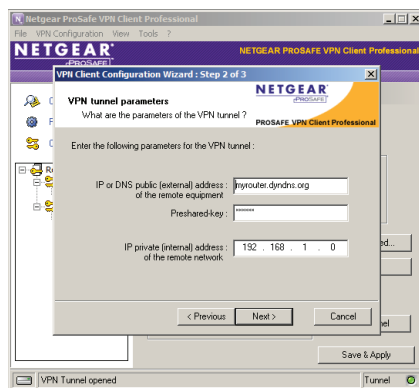 Netgear ProSafe VPN Client Professional
File VPN Configuration View Tools ?
NETGEAR
PROSAFE
NETGEAR PROSAFE VPN Client Professional
VPN Client Configuration Wizard : Step 2 of 3
VPN tunnel parameters
What are the parameters of the VPN tunnel ?
NETGEAR
PROSAFE
PROSAFE VPN Client Professional
Enter the following parameters for the VPN tunnel :
IP or DNS public (external) address :
of the remote equipment
myrouter.dyndns.org
Preshared-key :
******
IP private (internal) address :
of the remote network
192 . 168 . 1 . 0
< Previous
Next >
Cancel
Save & Apply
VPN Tunnel opened
Tunnel